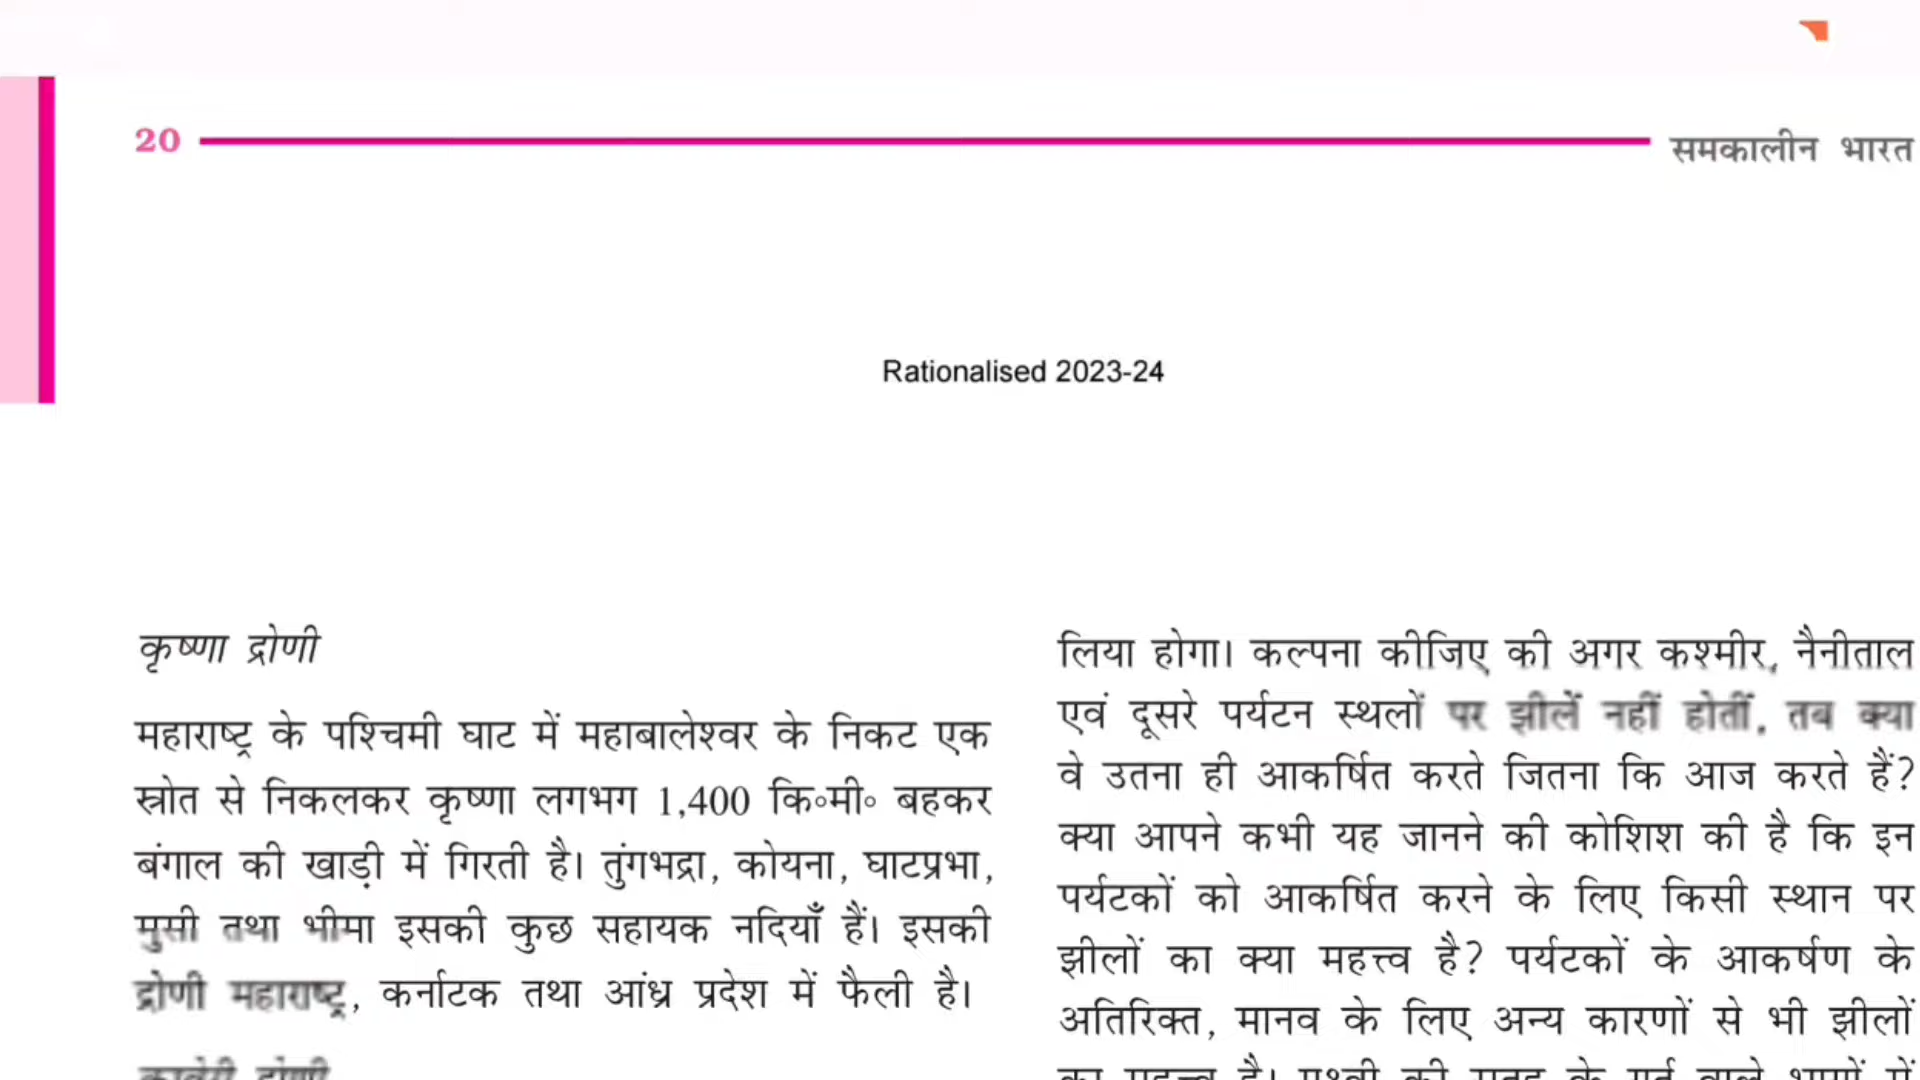 20
समकालीन भारत
Rationalised 2023-24
कृष्णा द्रोणी
महाराष्ट्र के पश्चिमी घाट में महाबालेश्वर के निकट एक
स्रोत से निकलकर कृष्णा लगभग 1,400 कि॰मी॰ बहकर
बंगाल की खाड़ी में गिरती है। तुंगभद्रा, कोयना, घाटप्रभा,
मुसी तथा भीमा इसकी कुछ सहायक नदियाँ हैं। इसकी
द्रोणी महाराष्ट्र, कर्नाटक तथा आंध्र प्रदेश में फैली है।
लिया होगा। कल्पना कीजिए की अगर कश्मीर, नैनीताल
एवं दूसरे पर्यटन स्थलों पर झीलें नहीं होतीं, तब क्या
वे उतना ही आकर्षित करते जितना कि आज करते हैं?
क्या आपने कभी यह जानने की कोशिश की है कि इन
पर्यटकों को आकर्षित करने के लिए किसी स्थान पर
झीलों का क्या महत्त्व है? पर्यटकों के आकर्षण के
अतिरिक्त, मानव के लिए अन्य कारणों से भी झीलों